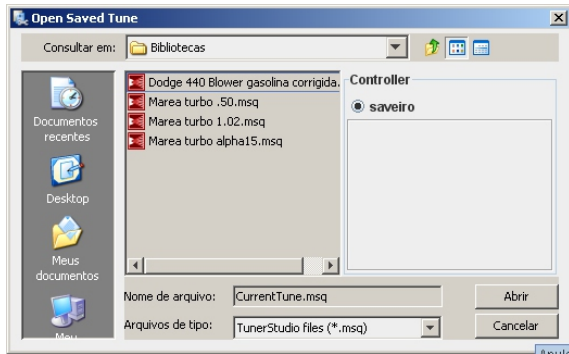 Open Saved Tune
Consultar em: Bibliotecas
Documentos
recentes
Desktop
Meus
documentos
Dodge 440 Blower gasolina corrigida.
Marea turbo .50.msq
Marea turbo 1.02.msq
Marea turbo alpha15.msq
Controller
saveiro
Nome de arquivo: CurrentTune.msq
Abrir
Arquivos de tipo: TunerStudio files (*.msq)
Cancelar